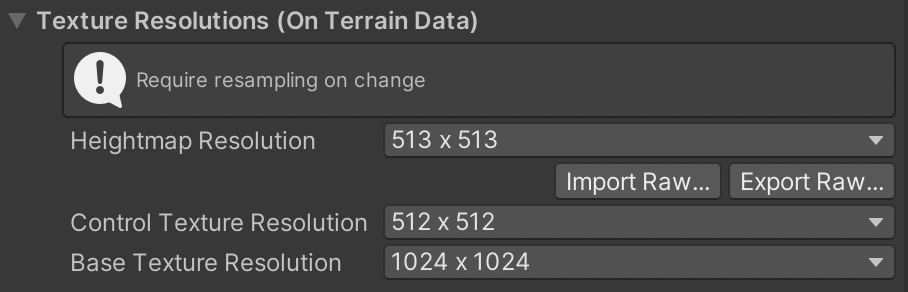 Texture Resolutions (On Terrain Data)
Require resampling on change
Heightmap Resolution 513 x 513
Import Raw... Export Raw...
Control Texture Resolution 512 x 512
Base Texture Resolution 1024 x 1024